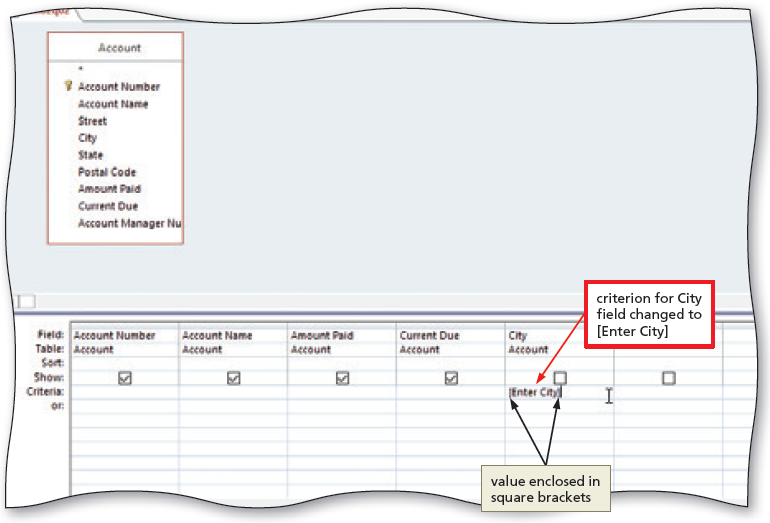 Account
*
Account Number
Account Name
Street
City
State
Postal Code
Amount Paid
Current Due
Account Manager Nu
criterion for City
field changed to
[Enter City]
Field: Account Number Account Name Amount Paid Current Due City
Table: Account Account Account Account Account
Sort:
Show:
Criteria: [Enter City]
or:
value enclosed in
square brackets